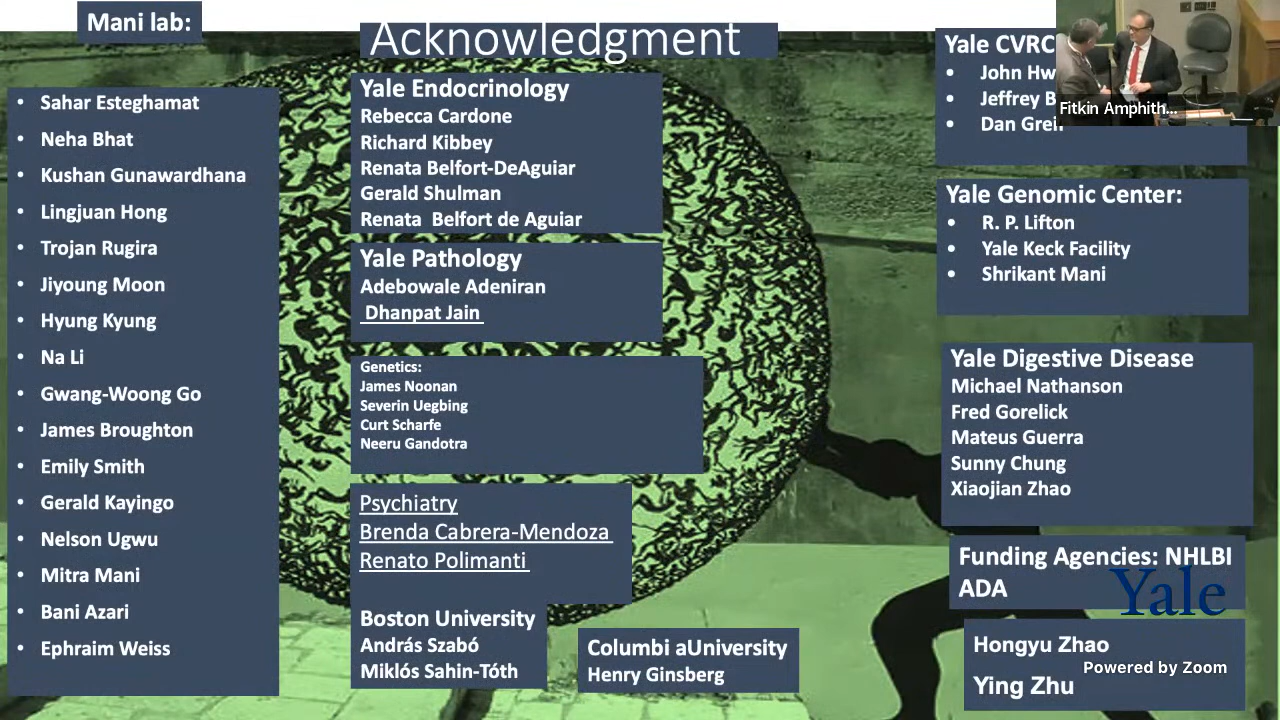 Mani lab:
• Sahar Esteghamat
• Neha Bhat
• Kushan Gunawardhana
• Lingjuan Hong
• Trojan Rugira
• Jiyoung Moon
• Hyung Kyung
• Na Li
• Gwang-Woong Go
• James Broughton
• Emily Smith
• Gerald Kayingo
• Nelson Ugwu
• Mitra Mani
• Bani Azari
• Ephraim Weiss
Acknowledgment
Yale Endocrinology
Rebecca Cardone
Richard Kibbey
Renata Belfort-DeAguiar
Gerald Shulman
Renata Belfort de Aguiar
Yale Pathology
Adebowale Adeniran
Dhanpat Jain
Genetics:
James Noonan
Severin Uegbing
Curt Scharfe
Neeru Gandotra
Psychiatry
Brenda Cabrera-Mendoza
Renato Polimanti
Boston University
András Szabó
Miklós Sahin-Tóth
Columbi aUniversity
Henry Ginsberg
Yale CVRC
• John Hw
• Jeffrey B
• Dan Grei
Fitkin Amphith...
Yale Genomic Center:
• R. P. Lifton
• Yale Keck Facility
• Shrikant Mani
Yale Digestive Disease
Michael Nathanson
Fred Gorelick
Mateus Guerra
Sunny Chung
Xiaojian Zhao
Funding Agencies: NHLBI
ADA
Yale
Hongyu Zhao
Powered by Zoom
Ying Zhu